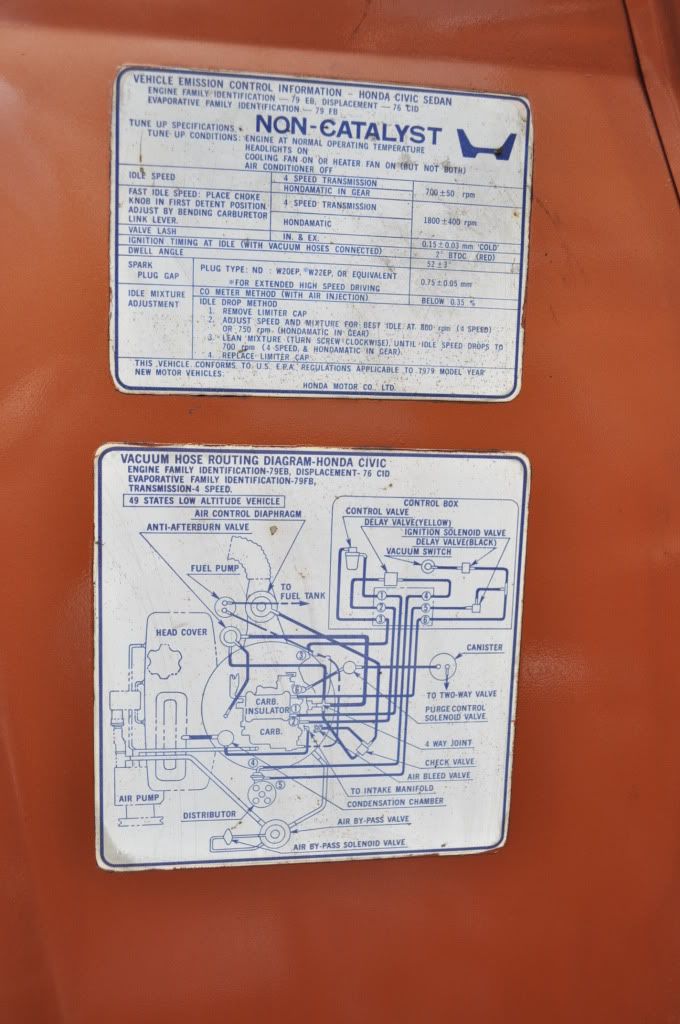 VEHICLE EMISSION CONTROL INFORMATION - HONDA CIVIC SEDAN
ENGINE FAMILY IDENTIFICATION — 79 EB, DISPLACEMENT — 76 CID
EVAPORATIVE FAMILY IDENTIFICATION — 79 FB
TUNE UP SPECIFICATIONS NON-CATALYST
TUNE UP CONDITIONS: ENGINE AT NORMAL OPERATING TEMPERATURE
HEADLIGHTS ON
COOLING FAN ON OR HEATER FAN ON (BUT NOT BOTH)
AIR CONDITIONER OFF
IDLE SPEED
4 SPEED TRANSMISSION
HONDAMATIC IN GEAR
700±50 rpm
FAST IDLE SPEED: PLACE CHOKE
KNOB IN FIRST DETENT POSITION
ADJUST BY BENDING CARBURETOR
LINK LEVER.
4 SPEED TRANSMISSION
HONDAMATIC
1800±400 rpm
VALVE LASH
IN. & EX.
0.15±0.03 mm 'COLD'
IGNITION TIMING AT IDLE (WITH VACUUM HOSES CONNECTED)
2° BTDC (RED)
DWELL ANGLE
52±3°
SPARK
PLUG GAP
PLUG TYPE: ND : W20EP, *W22EP, OR EQUIVALENT
*FOR EXTENDED HIGH SPEED DRIVING
0.75±0.05 mm
IDLE MIXTURE
ADJUSTMENT
CO METER METHOD (WITH AIR INJECTION)
BELOW 0.35 %
IDLE DROP METHOD
1. REMOVE LIMITER CAP
2. ADJUST SPEED AND MIXTURE FOR BEST IDLE AT 880 rpm (4 SPEED)
OR 750 rpm (HONDAMATIC IN GEAR)
3. LEAN MIXTURE (TURN SCREW CLOCKWISE), UNTIL IDLE SPEED DROPS TO
700 rpm (4 SPEED, & HONDAMATIC IN GEAR)
4. REPLACE LIMITER CAP
THIS VEHICLE CONFORMS TO U.S. E.P.A. REGULATIONS APPLICABLE TO 1979 MODEL YEAR
NEW MOTOR VEHICLES.
HONDA MOTOR CO., LTD.
VACUUM HOSE ROUTING DIAGRAM-HONDA CIVIC
ENGINE FAMILY IDENTIFICATION-79EB, DISPLACEMENT- 76 CID
EVAPORATIVE FAMILY IDENTIFICATION-79FB,
TRANSMISSION-4 SPEED.
49 STATES LOW ALTITUDE VEHICLE
AIR CONTROL DIAPHRAGM
ANTI-AFTERBURN VALVE
FUEL PUMP
TO
FUEL TANK
CONTROL BOX
CONTROL VALVE
DELAY VALVE(YELLOW)
IGNITION SOLENOID VALVE
DELAY VALVE(BLACK)
VACUUM SWITCH
1 4
2 5
3 6
HEAD COVER
3
6
CARB.
INSULATOR
1
2
CARB.
CANISTER
TO TWO-WAY VALVE
PURGE CONTROL
SOLENOID VALVE
4 WAY JOINT
CHECK VALVE
AIR BLEED VALVE
TO INTAKE MANIFOLD
CONDENSATION CHAMBER
4
5
AIR PUMP
DISTRIBUTOR
AIR BY-PASS VALVE
AIR BY-PASS SOLENOID VALVE